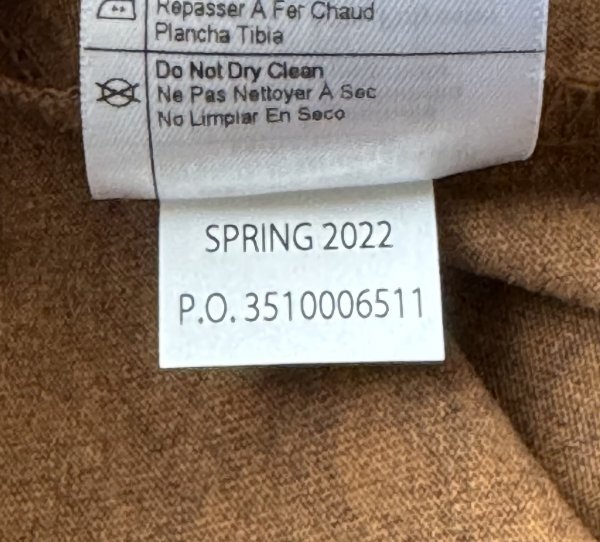 Repasser À Fer Chaud
Plancha Tibia
Do Not Dry Clean
Ne Pas Nettoyer À Sec
No Limpiar En Seco
SPRING 2022
P.O. 3510006511